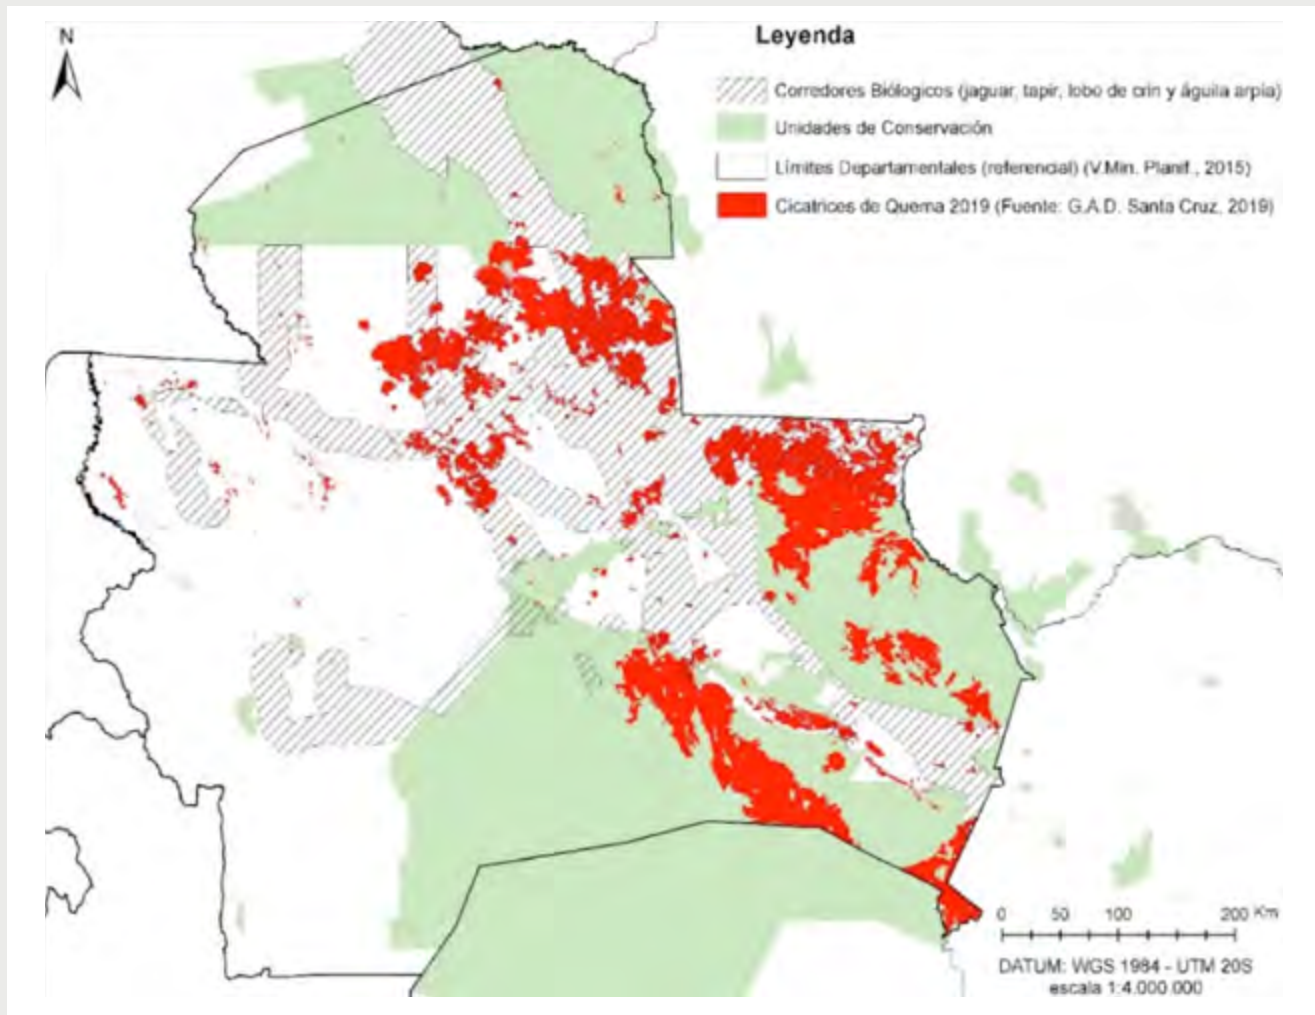 N
Leyenda
Corredores Biólogicos (jaguar, tapir, lobo de crin y águila arpia)
Unidades de Conservación
Límites Departamentales (referencial) (V.Min. Planif., 2015)
Cicatrices de Quema 2019 (Fuente: G.A.D. Santa Cruz, 2019)
0 50 100 200 Km
DATUM: WGS 1984 - UTM 20S
escala 1:4.000.000